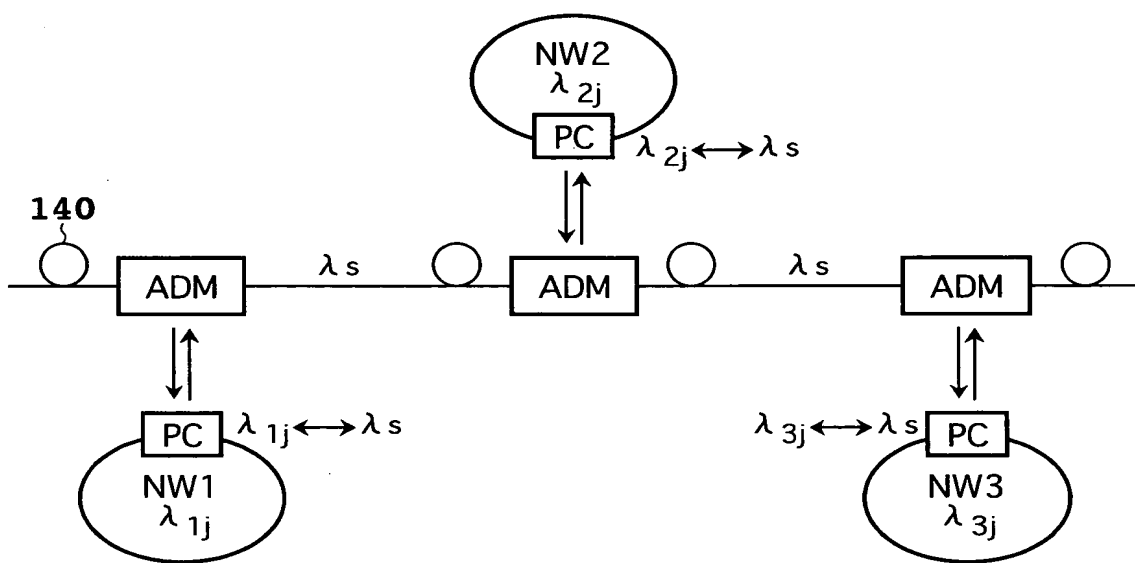 NW2
λ 2j
PC
λ 2j ↔ λ s
140
ADM
λ s
ADM
λ s
ADM
PC
λ 1j ↔ λ s
NW1
λ 1j
λ 3j ↔ λ s
PC
NW3
λ 3j